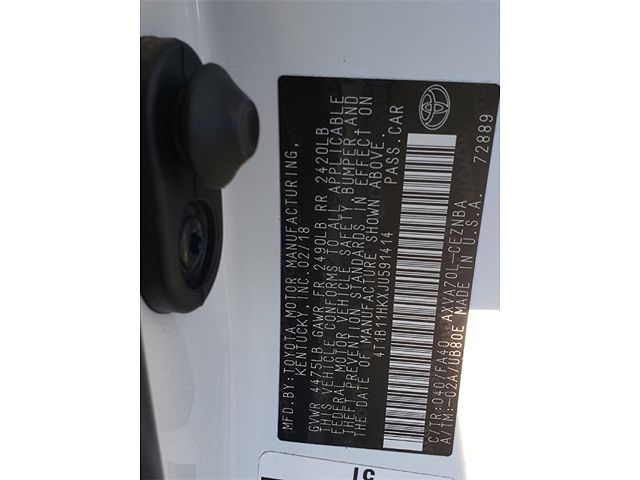 MFD.BY:TOYOTA MOTOR MANUFACTURING,
KENTUCKY, INC.02/18
GVWR 4475LB GAWR FR 2490LB RR 2420LB
THIS VEHICLE CONFORMS TO ALL APPLICABLE
FEDERAL MOTOR VEHICLE SAFETY, BUMPER,AND
THEFT PREVENTION STANDARDS IN EFFECT ON
THE DATE OF MANUFACTURE SHOWN ABOVE.
4T1B11HKXJU591414 PASS.CAR
C/TR:040/FA40 AXVA70L-CEZNBA
A/TM:-02A/UB80E MADE IN U.S.A.
72889